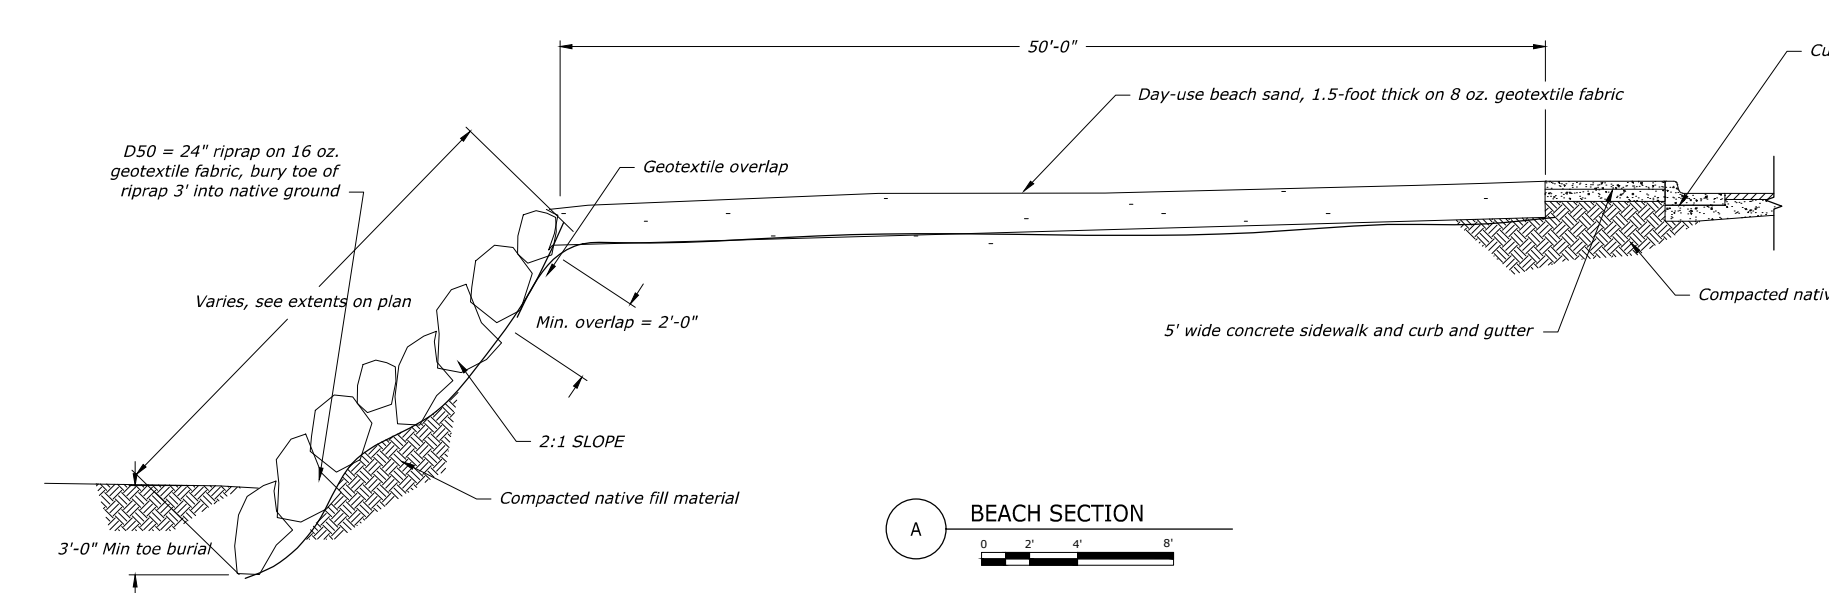 50'-0"
Cu
Day-use beach sand, 1.5-foot thick on 8 oz. geotextile fabric
D50 = 24" riprap on 16 oz.
geotextile fabric, bury toe of
riprap 3' into native ground
Geotextile overlap
Varies, see extents on plan
Compacted nativ
Min. overlap = 2'-0"
5' wide concrete sidewalk and curb and gutter
2:1 SLOPE
Compacted native fill material
A
BEACH SECTION
3'-0" Min toe burial
0 2' 4' 8'